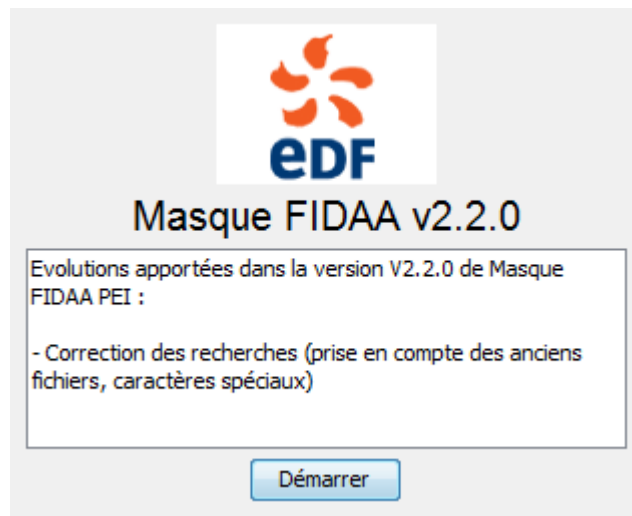 eDF
Masque FIDAA v2.2.0
Evolutions apportées dans la version V2.2.0 de Masque
FIDAA PEI :
- Correction des recherches (prise en compte des anciens
fichiers, caractères spéciaux)
Démarrer